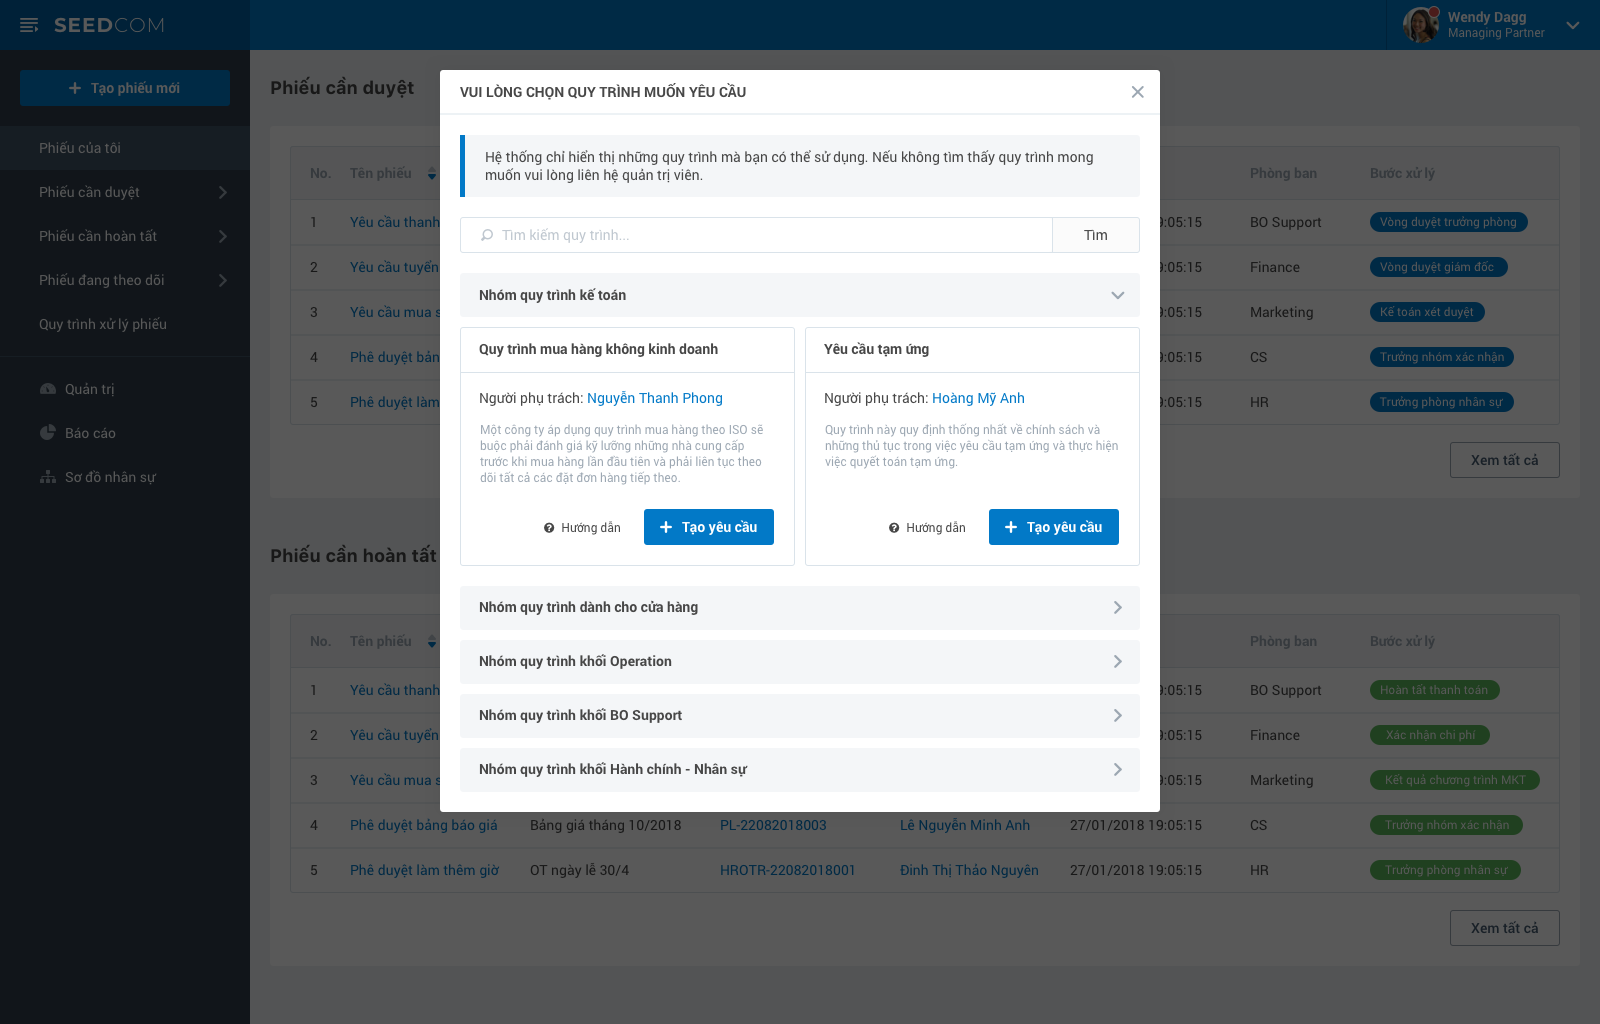 SEEDCOM
Wendy Dagg
Managing Partner
Tạo phiếu mới
Phiếu của tôi
Phiếu cần duyệt
Phiếu cần hoàn tất
Phiếu đang theo dõi
Quy trình xử lý phiếu
Quản trị
Báo cáo
Sơ đồ nhân sự
Phiếu cần duyệt
No. Tên phiếu Phòng ban Bước xử lý
1 Yêu cầu thanh :05:15 BO Support Vòng duyệt trưởng phòng
2 Yêu cầu tuyển :05:15 Finance Vòng duyệt giám đốc
3 Yêu cầu mua :05:15 Marketing Kế toán xét duyệt
4 Phê duyệt bản :05:15 CS Trưởng nhóm xác nhận
5 Phê duyệt làm :05:15 HR Trưởng phòng nhân sự
Xem tất cả
VUI LÒNG CHỌN QUY TRÌNH MUỐN YÊU CẦU
Hệ thống chỉ hiển thị những quy trình mà bạn có thể sử dụng. Nếu không tìm thấy quy trình mong
muốn vui lòng liên hệ quản trị viên.
Tìm kiếm quy trình... Tìm
Nhóm quy trình kế toán
Quy trình mua hàng không kinh doanh
Người phụ trách: Nguyễn Thanh Phong
Một công ty áp dụng quy trình mua hàng theo ISO sẽ
buộc phải đánh giá kỹ lưỡng những nhà cung cấp
trước khi mua hàng lần đầu tiên và phải liên tục theo
dõi tất cả các đặt đơn hàng tiếp theo.
Hướng dẫn Tạo yêu cầu
Yêu cầu tạm ứng
Người phụ trách: Hoàng Mỹ Anh
Quy trình này quy định thống nhất về chính sách và
những thủ tục trong việc yêu cầu tạm ứng và thực hiện
việc quyết toán tạm ứng.
Hướng dẫn Tạo yêu cầu
Nhóm quy trình dành cho cửa hàng
Nhóm quy trình khối Operation
Nhóm quy trình khối BO Support
Nhóm quy trình khối Hành chính - Nhân sự
Phiếu cần hoàn tất
No. Tên phiếu Phòng ban Bước xử lý
1 Yêu cầu thanh :05:15 BO Support Hoàn tất thanh toán
2 Yêu cầu tuyển :05:15 Finance Xác nhận chi phí
3 Yêu cầu mua :05:15 Marketing Kết quả chương trình MKT
4 Phê duyệt bảng báo giá Bảng giá tháng 10/2018 PL-22082018003 Lê Nguyễn Minh Anh 27/01/2018 19:05:15 CS Trưởng nhóm xác nhận
5 Phê duyệt làm thêm giờ OT ngày lễ 30/4 HROTR-22082018001 Đinh Thị Thảo Nguyên 27/01/2018 19:05:15 HR Trưởng phòng nhân sự
Xem tất cả